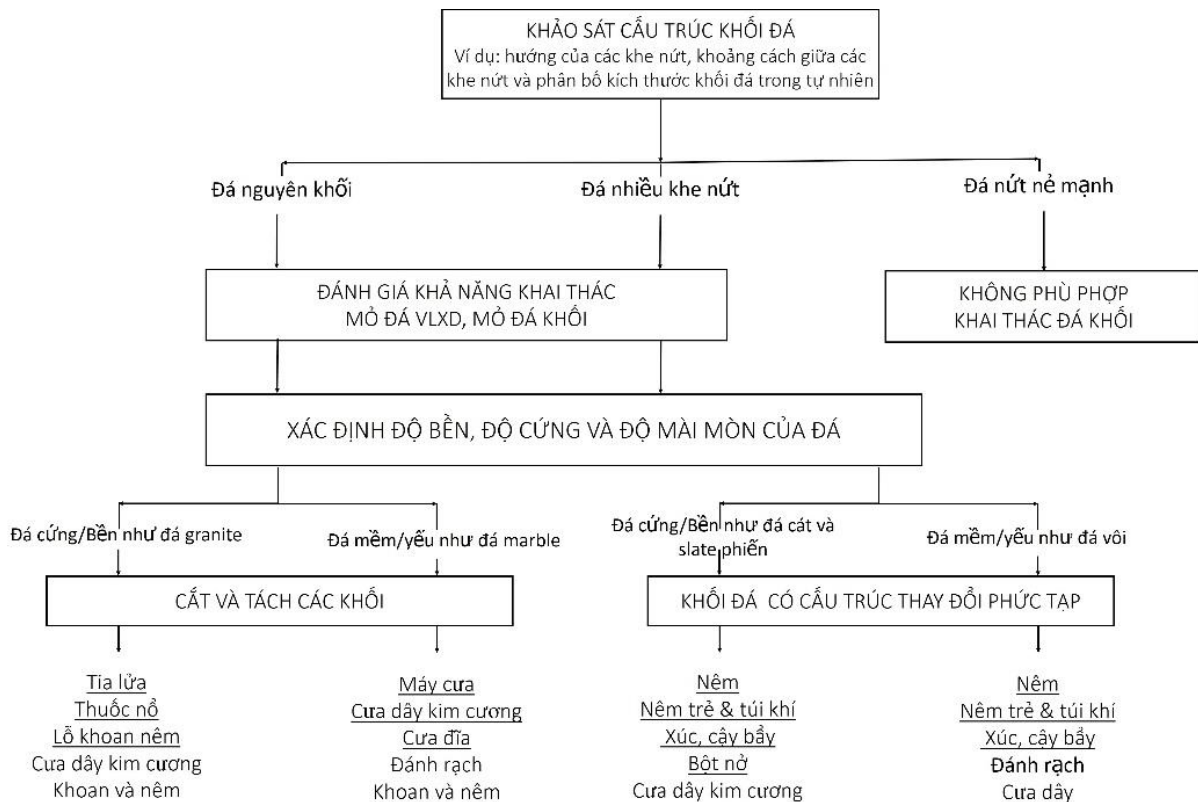 KHẢO SÁT CẤU TRÚC KHỐI ĐÁ
Ví dụ: hướng của các khe nứt, khoảng cách giữa các
khe nứt và phân bố kích thước khối đá trong tự nhiên
Đá nguyên khối
Đá nhiều khe nứt
Đá nứt nẻ mạnh
ĐÁNH GIÁ KHẢ NĂNG KHAI THÁC
MỎ ĐÁ VLXD, MỎ ĐÁ KHỐI
KHÔNG PHÙ PHỢP
KHAI THÁC ĐÁ KHỐI
XÁC ĐỊNH ĐỘ BỀN, ĐỘ CỨNG VÀ ĐỘ MÀI MÒN CỦA ĐÁ
Đá cứng/Bền như đá granite
Đá mềm/yếu như đá marble
Đá cứng/Bền như đá cát và
slate phiến
Đá mềm/yếu như đá vôi
CẮT VÀ TÁCH CÁC KHỐI
KHỐI ĐÁ CÓ CẤU TRÚC THAY ĐỔI PHỨC TẠP
Tia lửa
Thuốc nổ
Lỗ khoan nêm
Cưa dây kim cương
Khoan và nêm
Máy cưa
Cưa dây kim cương
Cưa đĩa
Đánh rạch
Khoan và nêm
Nêm
Nêm trẻ & túi khí
Xúc, cậy bẩy
Bột nở
Cưa dây kim cương
Nêm
Nêm trẻ & túi khí
Xúc, cậy bẩy
Đánh rạch
Cưa dây